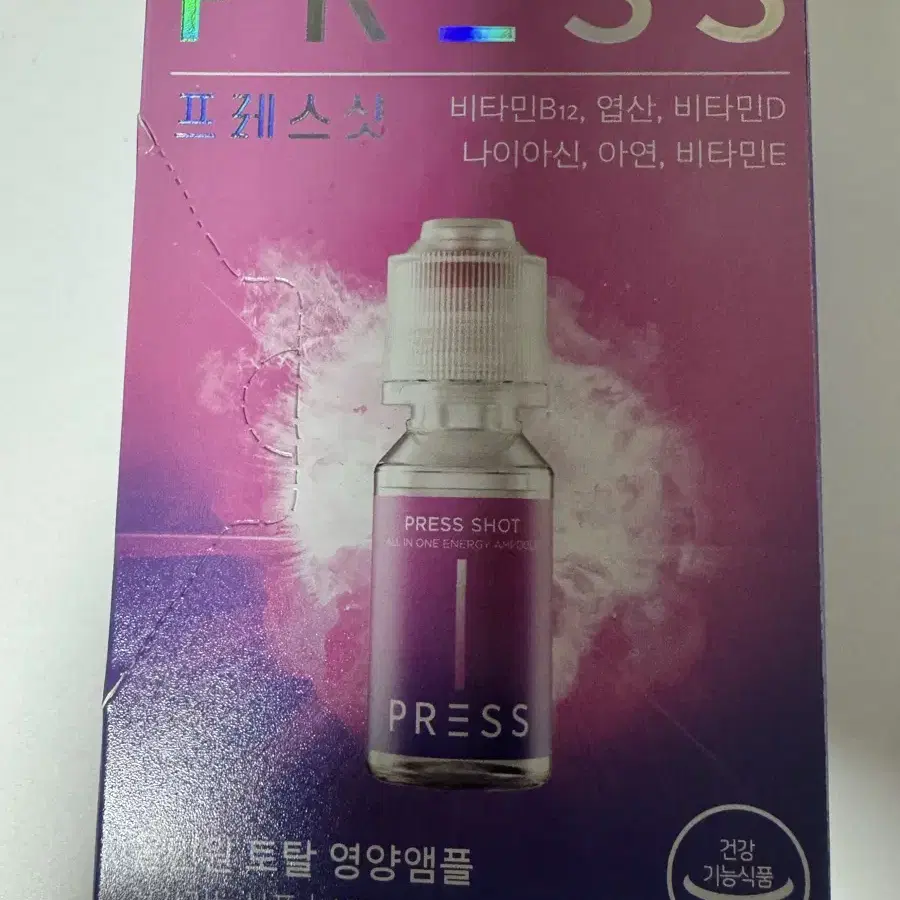 PRESS
프레스샷
비타민B12, 엽산, 비타민D
나이아신, 아연, 비타민E
PRESS SHOT
ALL IN ONE ENERGY AMPOULE
PRESS
토탈 영양앰플
건강
기능식품